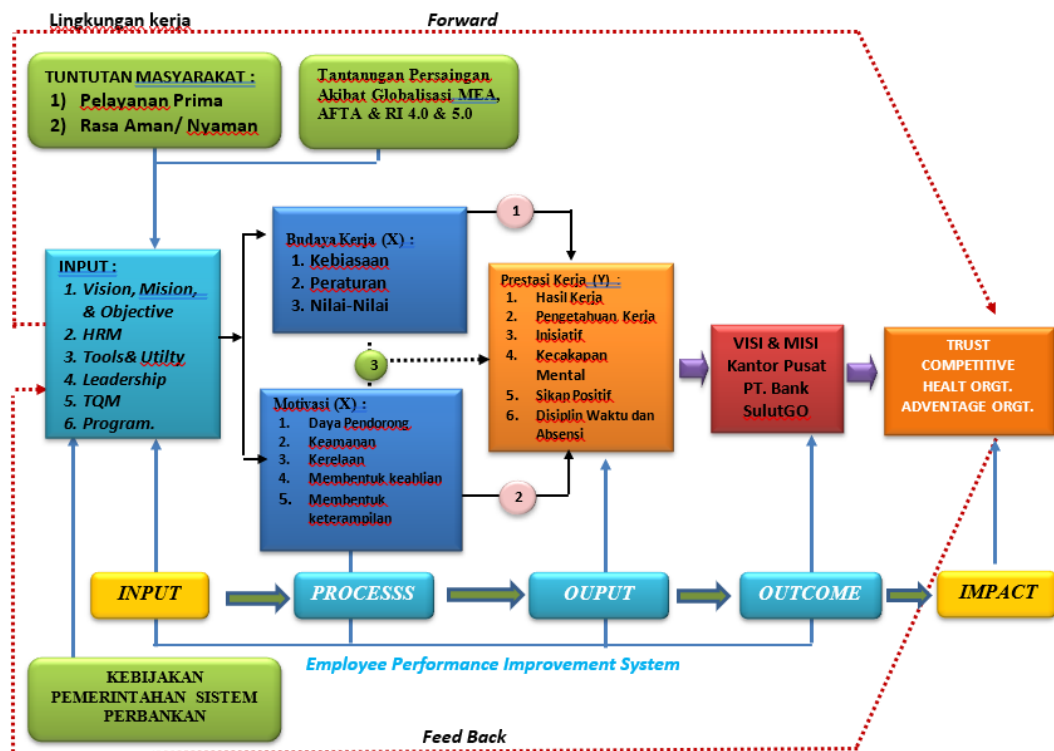 Lingkungan kerja
Forward
TUNTUTAN MASYARAKAT :
1) Pelayanan Prima
2) Rasa Aman/ Nyaman
Tantanngan Persaingan
Akibat Globalisasi MEA,
AFTA & RI 4.0 & 5.0
INPUT :
1. Vision, Mision,
& Objective
2. HRM
3. Tools& Utilty
4. Leadership
5. TQM
6. Program.
Budaya Kerja (X) :
1. Kebiasaan
2. Peraturan
3. Nilai-Nilai
1
3
Motivasi (X) :
1. Daya Pendorong
2. Keamanan
3. Kerelaan
4. Membentuk keahlian
5. Membentuk
keterampilan
2
Prestasi Kerja (Y) :
1. Hasil Kerja
2. Pengetahuan Kerja
3. Inisiatif
4. Kecakapan
Mental
5. Sikap Positif
6. Disiplin Waktu dan
Absensi
VISI & MISI
Kantor Pusat
PT. Bank
SulutGO
TRUST
COMPETITIVE
HEALT ORGT.
ADVENTAGE ORGT.
INPUT
PROCESSS
OUPUT
OUTCOME
IMPACT
Employee Performance Improvement System
KEBIJAKAN
PEMERINTAHAN SISTEM
PERBANKAN
Feed Back